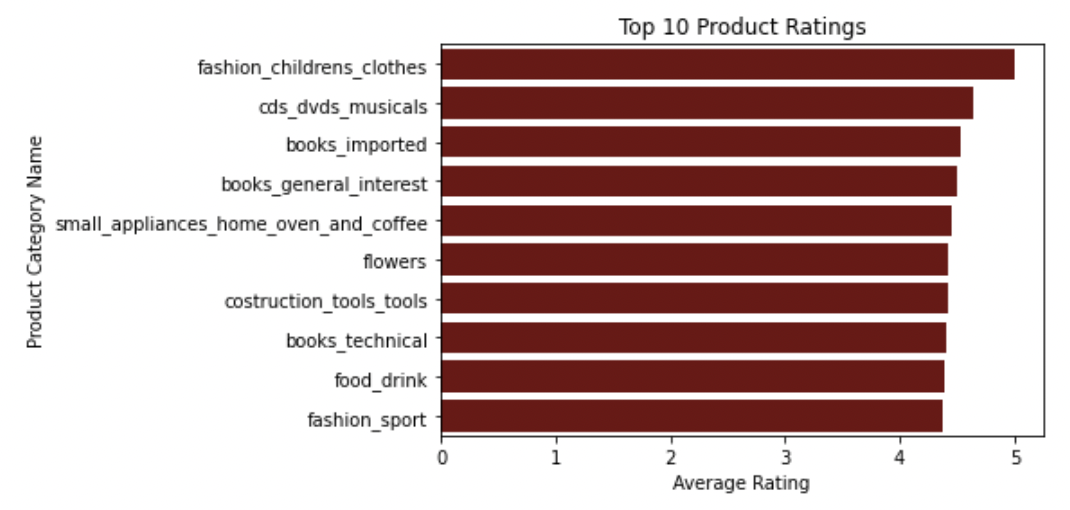 Top 10 Product Ratings
Product Category Name
fashion_childrens_clothes
cds_dvds_musicals
books_imported
books_general_interest
small_appliances_home_oven_and_coffee
flowers
costruction_tools_tools
books_technical
food_drink
fashion_sport
0 1 2 3 4 5
Average Rating